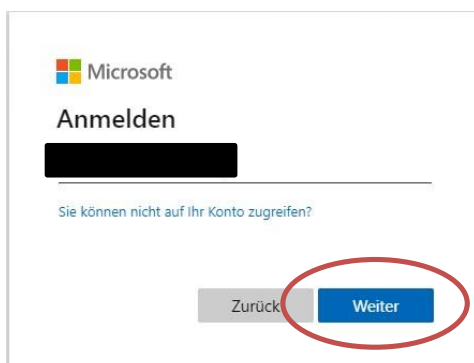 Microsoft
Anmelden
Sie können nicht auf Ihr Konto zugreifen?
Zurück Weiter